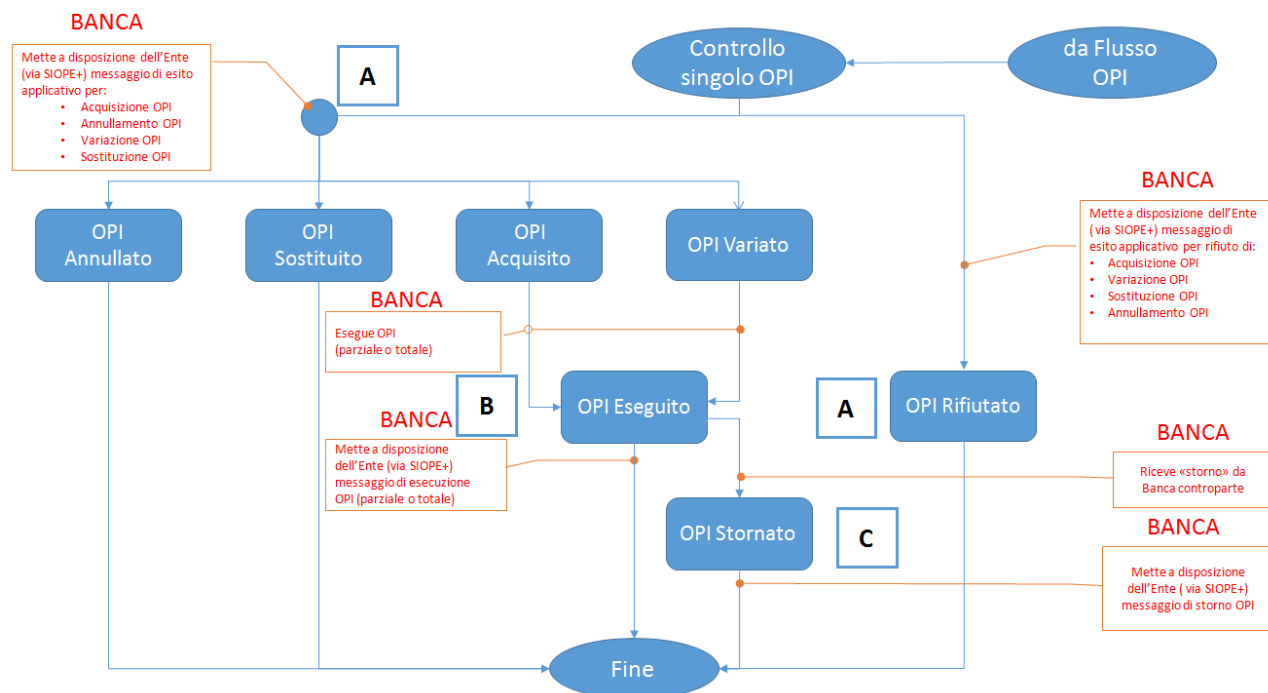 BANCA
Mette a disposizione dell'Ente
(via SIOPE+) messaggio di esito
applicativo per:
• Acquisizione OPI
• Annullamento OPI
• Variazione OPI
• Sostituzione OPI
A
Controllo
singolo OPI
da Flusso
OPI
OPI
Annullato
OPI
Sostituito
OPI
Acquisito
OPI Variato
BANCA
Mette a disposizione dell'Ente
( via SIOPE+) messaggio di
esito applicativo per rifiuto di:
• Acquisizione OPI
• Variazione OPI
• Sostituzione OPI
• Annullamento OPI
BANCA
Esegue OPI
(parziale o totale)
B
OPI Eseguito
A
OPI Rifiutato
BANCA
Mette a disposizione
dell'Ente (via SIOPE+)
messaggio di esecuzione
OPI (parziale o totale)
BANCA
Riceve «storno» da
Banca controparte
OPI Stornato
C
BANCA
Mette a disposizione
dell'Ente ( via SIOPE+)
messaggio di storno OPI
Fine